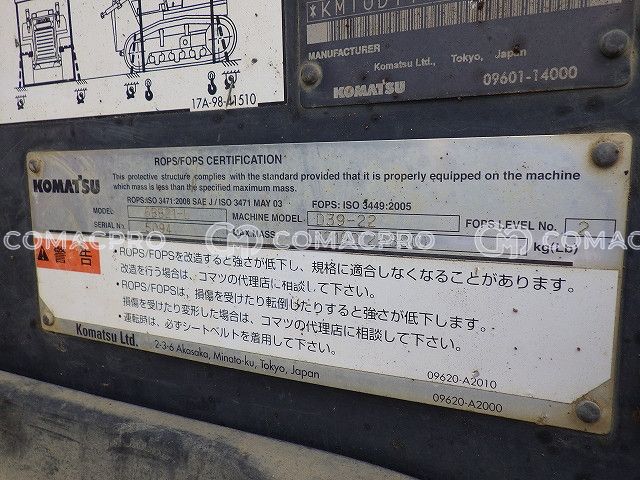 17A-98-41510
MANUFACTURER
Komatsu Ltd., Tokyo, Japan
KOMATSU 09601-14000
ROPS/FOPS CERTIFICATION
KOMATSU
This protective structure complies with the standard provided that it is properly equipped on the machine
which mass is less than the specified maximum mass.
ROPS:ISO 3471:2008 SAE J / ISO 3471 MAY 03 FOPS: ISO 3449:2005
MODEL MACHINE MODEL D39-22 FOPS LEVEL No. 2
SERIAL No. MAX MASS kg(LB)
COMACPRO COMACPRO COMACPRO
警告
• ROPS/FOPSを改造すると強さが低下し、規格に適合しなくなることがあります。
改造を行う場合は、コマツの代理店に相談して下さい。
• ROPS/FOPSは、損傷を受けたり転倒したりすると強さが低下します。
損傷を受けたり変形した場合は、コマツの代理店に相談して下さい。
• 運転時は、必ずシートベルトを着用して下さい。
Komatsu Ltd.
2-3-6 Akasaka, Minato-ku, Tokyo, Japan
09620-A2010
09620-A2000